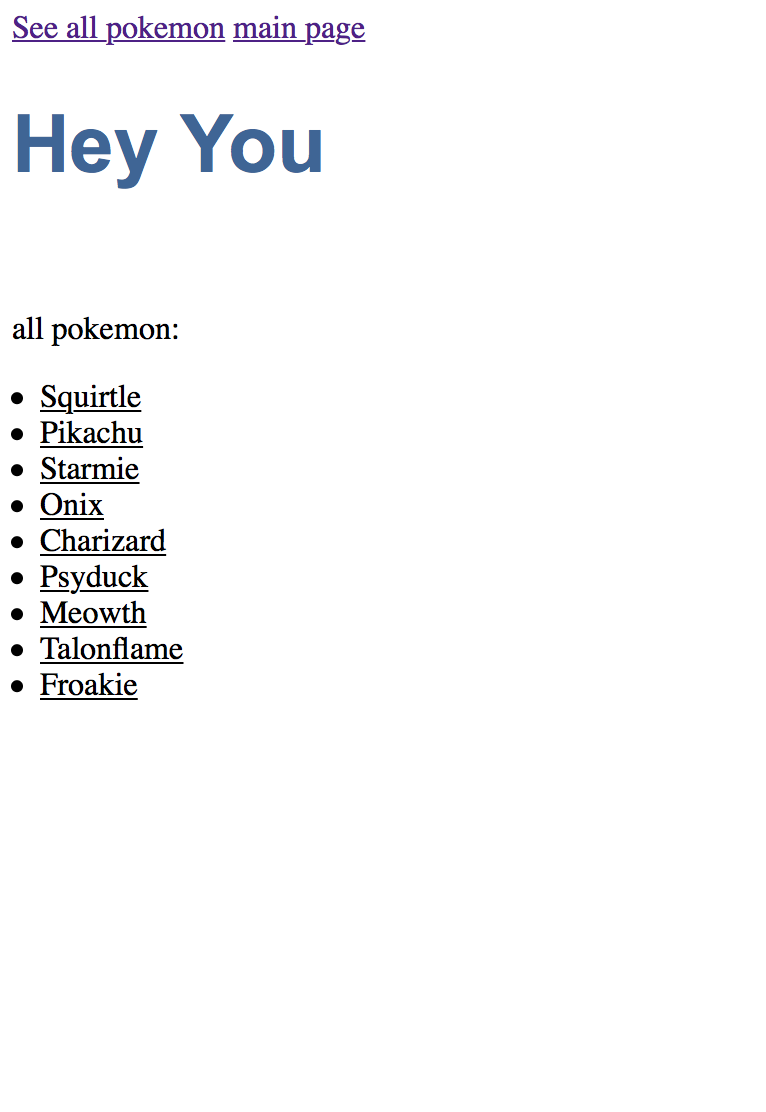 See all pokemon main page
Hey You
all pokemon:
Squirtle
Pikachu
Starmie
Onix
Charizard
Psyduck
Meowth
Talonflame
Froakie